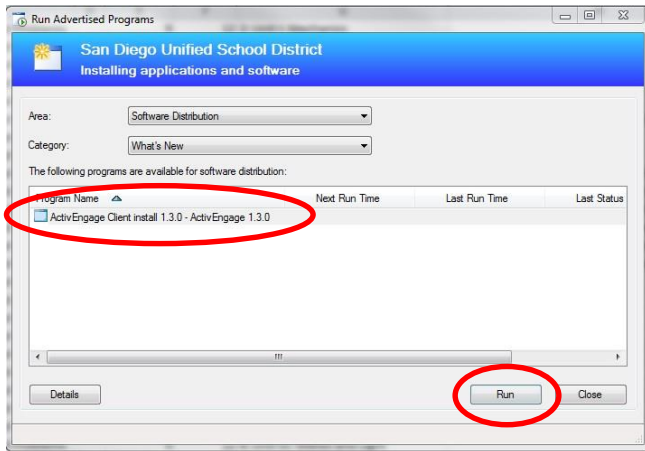 Run Advertised Programs
San Diego Unified School District
Installing applications and software
Area: Software Distribution
Category: What's New
The following programs are available for software distribution:
Program Name Next Run Time Last Run Time Last Status
ActivEngage Client install 1.3.0 - ActivEngage 1.3.0
Details Run Close